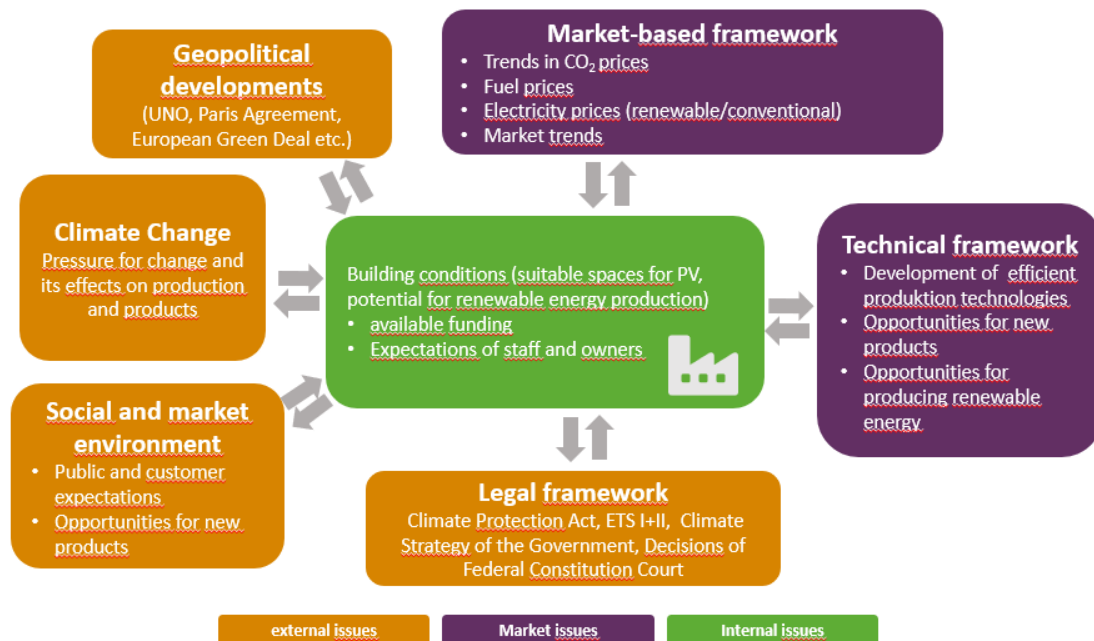 Geopolitical
developments
(UNO, Paris Agreement,
European Green Deal etc.)
Market-based framework
• Trends in CO₂ prices
• Fuel prices
• Electricity prices (renewable/conventional)
• Market trends
Climate Change
Pressure for change and
its effects on production
and products
Building conditions (suitable spaces for PV,
potential for renewable energy production)
• available funding
• Expectations of staff and owners
Technical framework
• Development of efficient
produktion technologies
• Opportunities for new
products
• Opportunities for
producing renewable
energy
Social and market
environment
• Public and customer
expectations
• Opportunities for new
products
Legal framework
Climate Protection Act, ETS I+II, Climate
Strategy of the Government, Decisions of
Federal Constitution Court
external issues
Market issues
Internal issues